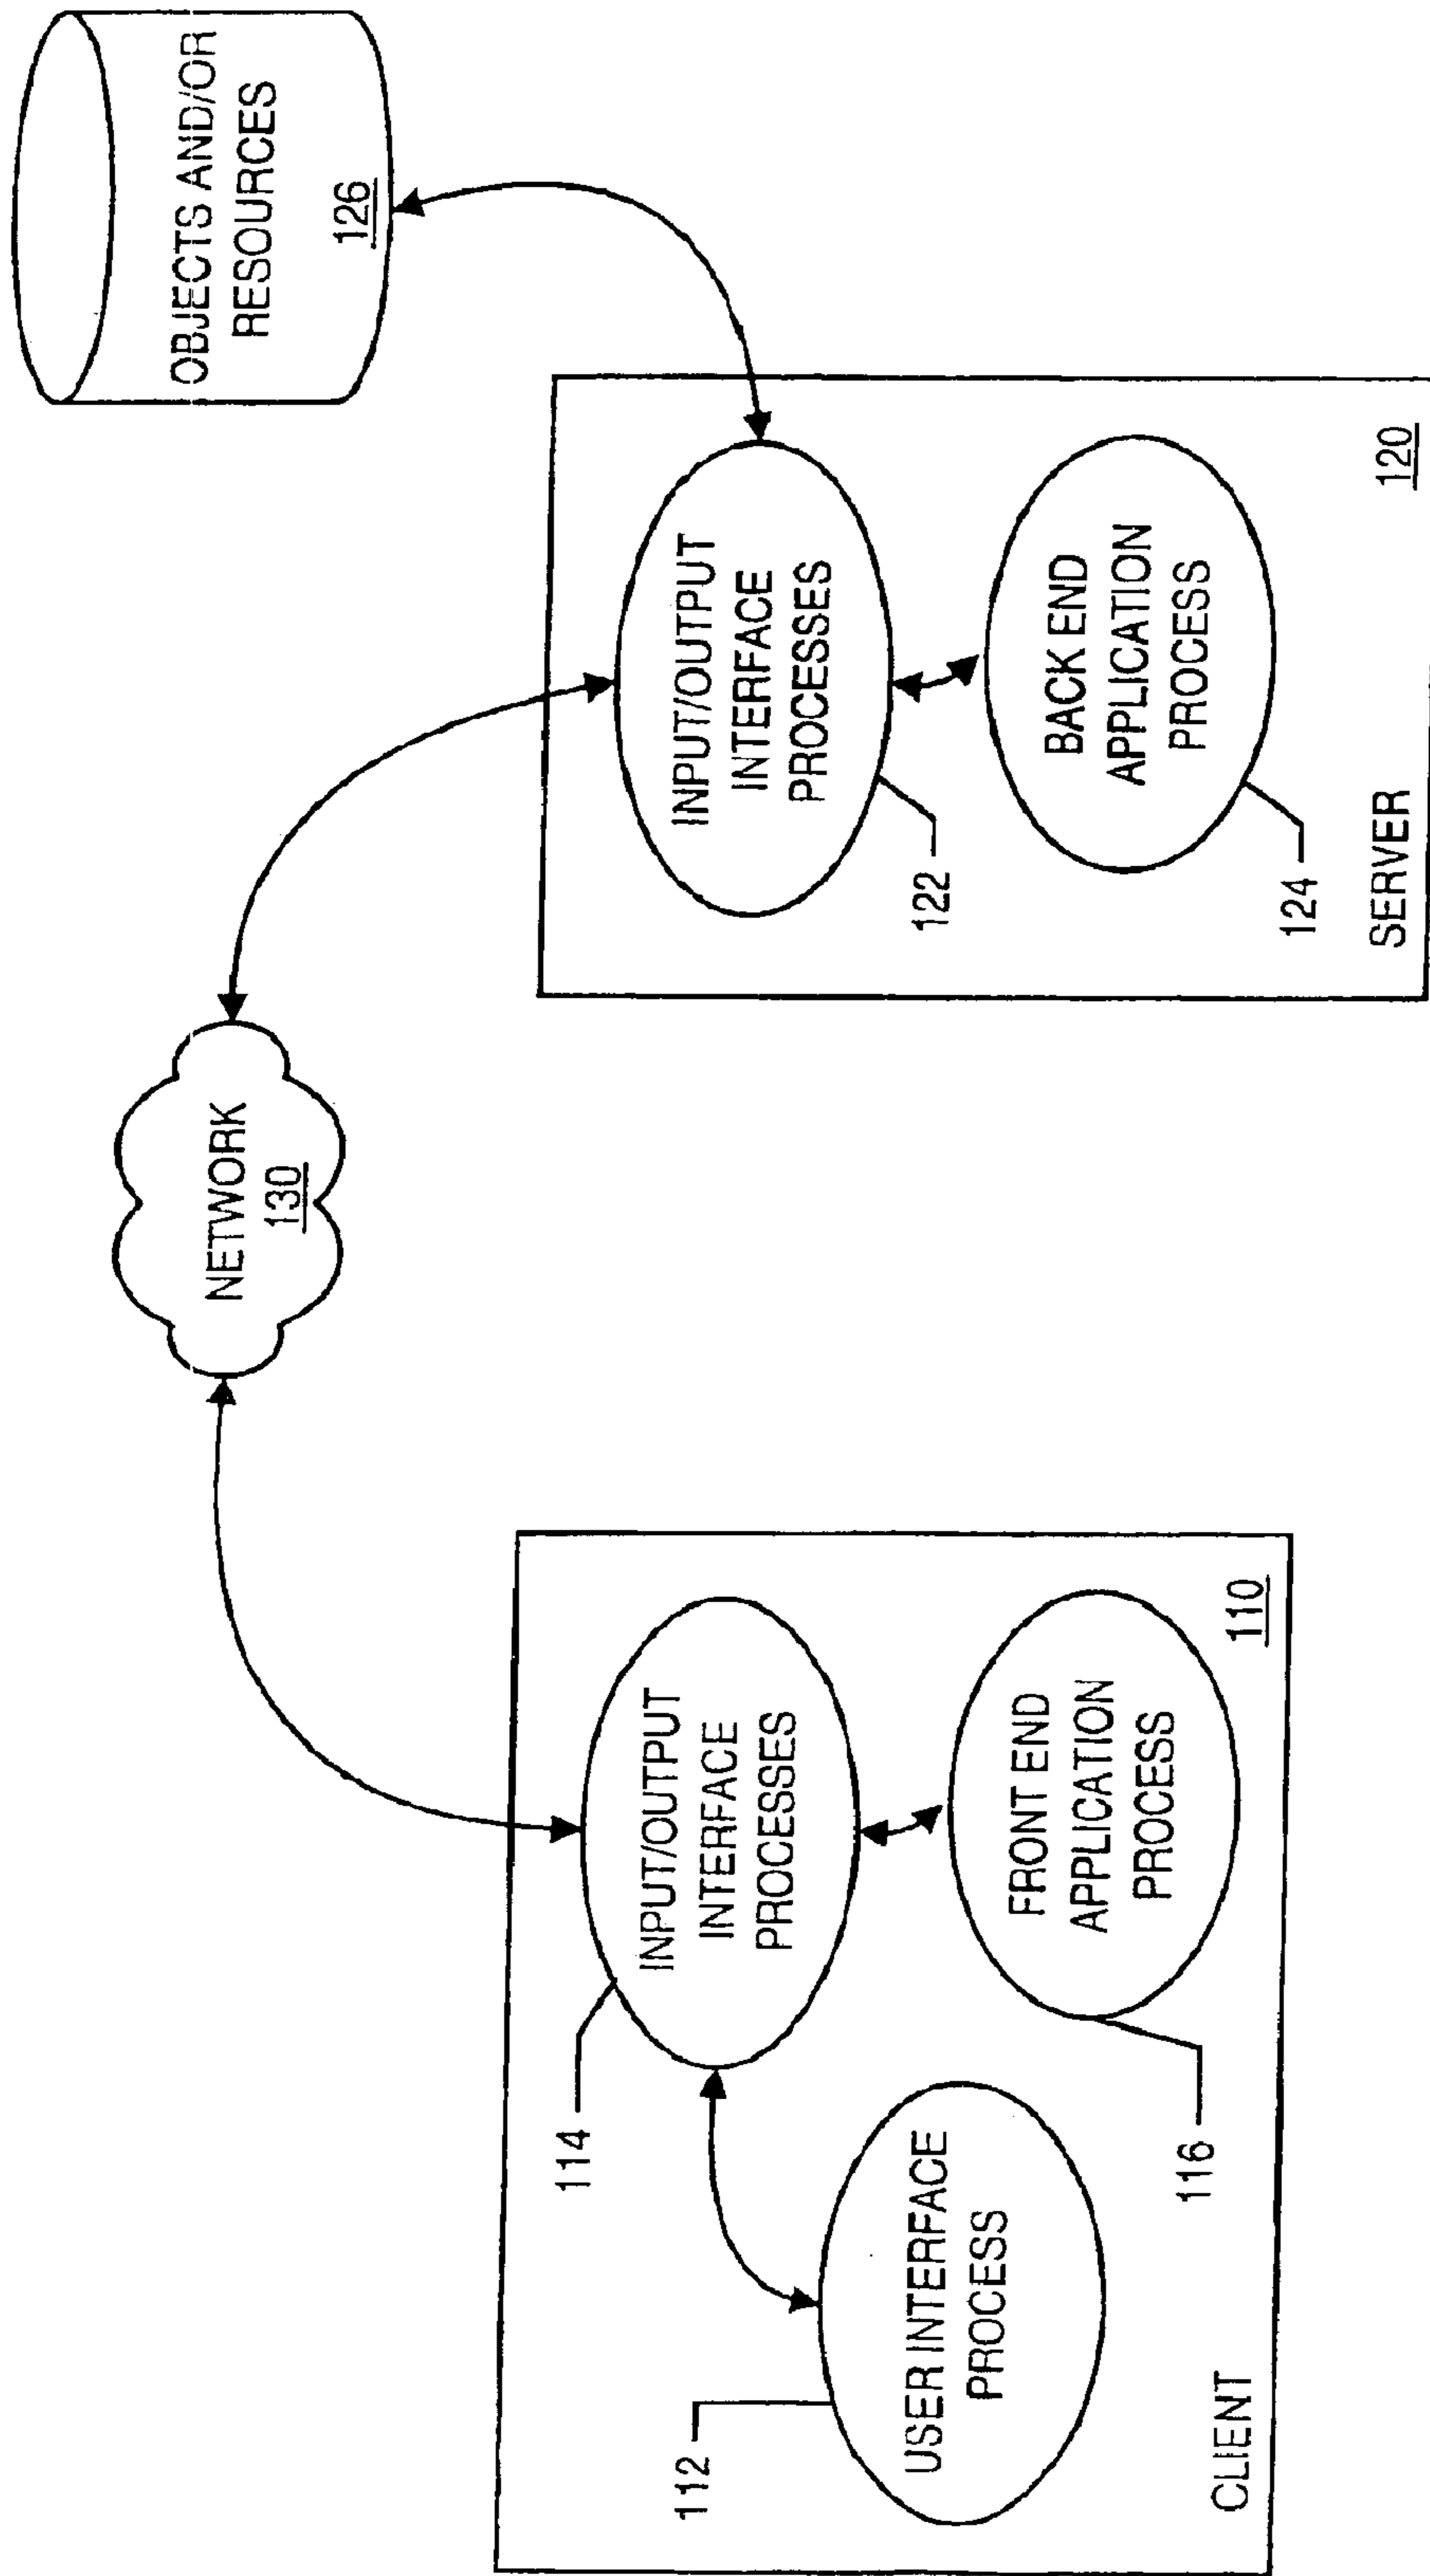 OBJECTS AND/OR
RESOURCES
126
NETWORK
130
INPUT/OUTPUT
INTERFACE
PROCESSES
122
BACK END
APPLICATION
PROCESS
124
SERVER
120
INPUT/OUTPUT
INTERFACE
PROCESSES
114
FRONT END
APPLICATION
PROCESS
116
USER INTERFACE
PROCESS
112
CLIENT
110